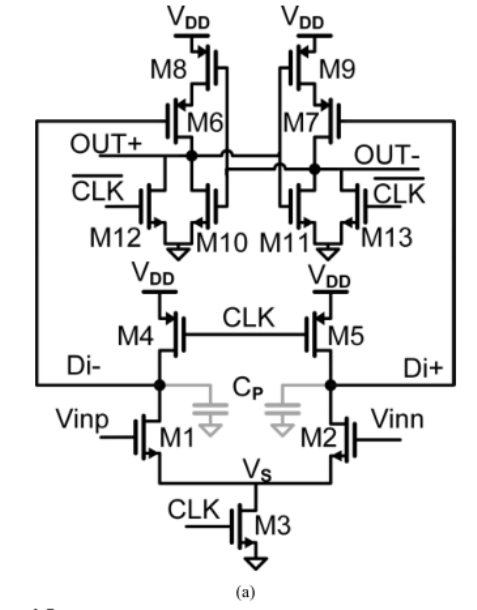 VDD VDD
M8 M9
M6 M7
OUT+ OUT-
CLK CLK
M12 M10 M11 M13
VDD VDD
M4 CLK M5
Di- CP Di+
Vinp M1 M2 Vinn
VS
CLK M3
(a)